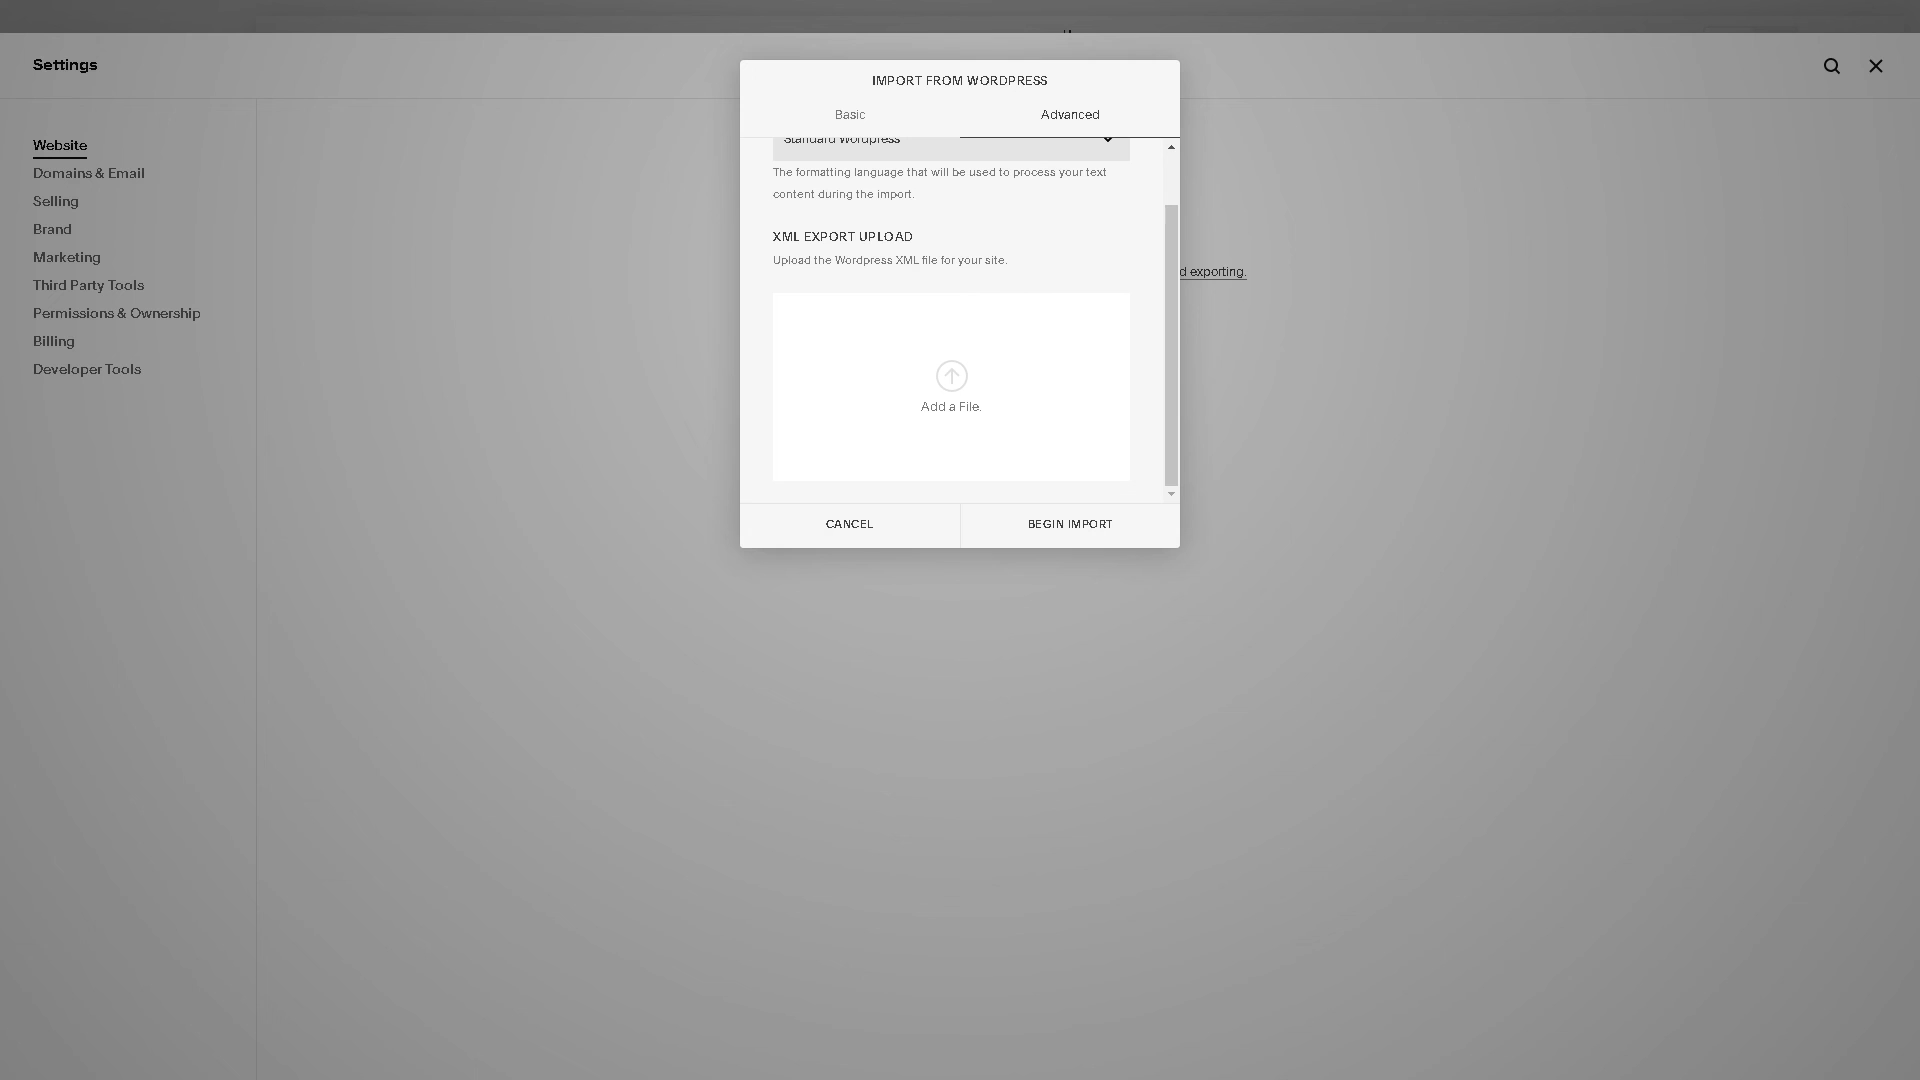 Settings
IMPORT FROM WORDPRESS
Basic
Advanced
Website
Domains & Email
Selling
Brand
Marketing
Third Party Tools
Permissions & Ownership
Billing
Developer Tools
Standard Wordpress
The formatting language that will be used to process your text
content during the import.
XML EXPORT UPLOAD
Upload the Wordpress XML file for your site.
d exporting.
Add a File.
CANCEL
BEGIN IMPORT